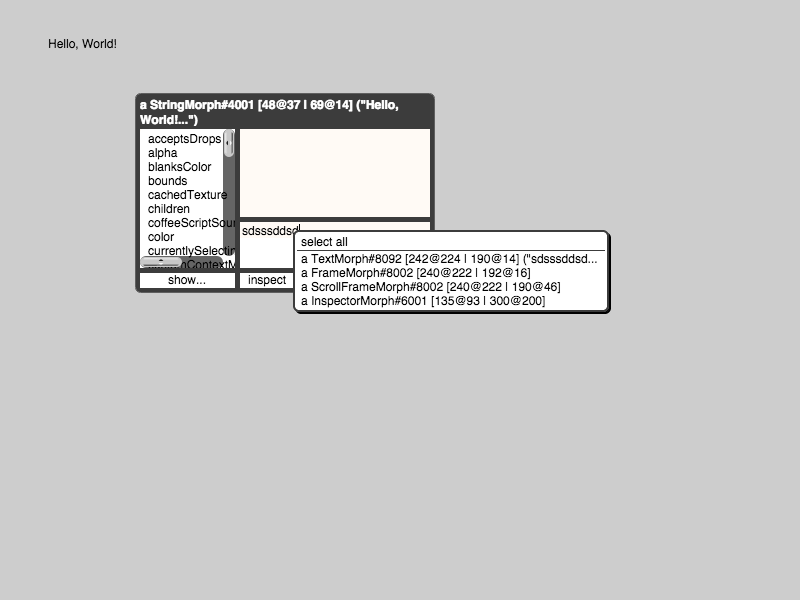 Hello, World!
a StringMorph#4001 [48@37 | 69@14] ("Hello,
World!...")
acceptsDrops
alpha
blanksColor
bounds
cachedTexture
children
coffeeScriptSour
color
currentlySelectin
show...
sdsssddsd
inspect
select all
a TextMorph#8092 [242@224 | 190@14] ("sdsssddsd...
a FrameMorph#8002 [240@222 | 192@16]
a ScrollFrameMorph#8002 [240@222 | 190@46]
a InspectorMorph#6001 [135@93 | 300@200]